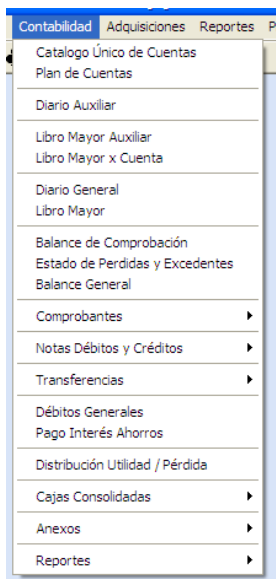 Contabilidad Adquisiciones Reportes P
Catalogo Único de Cuentas
Plan de Cuentas
Diario Auxiliar
Libro Mayor Auxiliar
Libro Mayor x Cuenta
Diario General
Libro Mayor
Balance de Comprobación
Estado de Perdidas y Excedentes
Balance General
Comprobantes
Notas Débitos y Créditos
Transferencias
Débitos Generales
Pago Interés Ahorros
Distribución Utilidad / Pérdida
Cajas Consolidadas
Anexos
Reportes